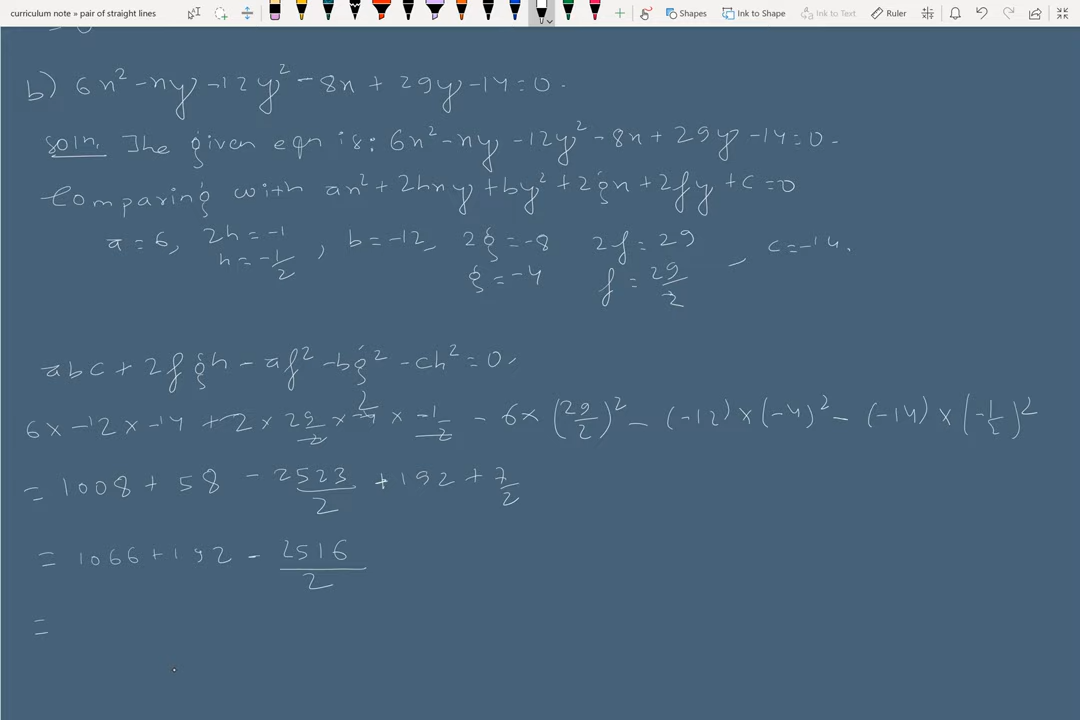 curriculum note » pair of straight lines Shapes Ink to Shape Ink to Text Ruler
= 0
b) 6x² - xy - 12y² - 8x + 29y - 14 = 0.
soln. The given eqn is: 6x² - xy - 12y² - 8x + 29y - 14 = 0.
Comparing with ax² + 2hxy + by² + 2gx + 2fy + c = 0
a = 6, 2h = -1 , b = -12, 2g = -8 2f = 29 , c = -14.
h = -1/2 g = -4 f = 29/2
abc + 2fgh - af² - bg² - ch² = 0.
6 × -12 × -14 + 2 × 29/2 × -4 × -1/2 - 6 × (29/2)² - (-12) × (-4)² - (-14) × (-1/2)²
= 1008 + 58 - 2523/2 + 192 + 7/2
= 1066 + 192 - 2516/2
=